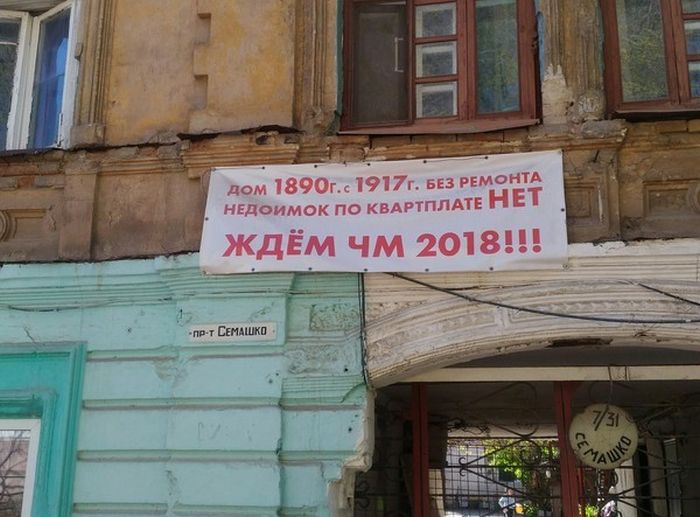 ДОМ 1890г. с 1917г. БЕЗ РЕМОНТА
НЕДОИМОК ПО КВАРТПЛАТЕ НЕТ
ЖДЁМ ЧМ 2018!!!
ПР-Т СЕМАШКО
7/31
СЕМАШКО